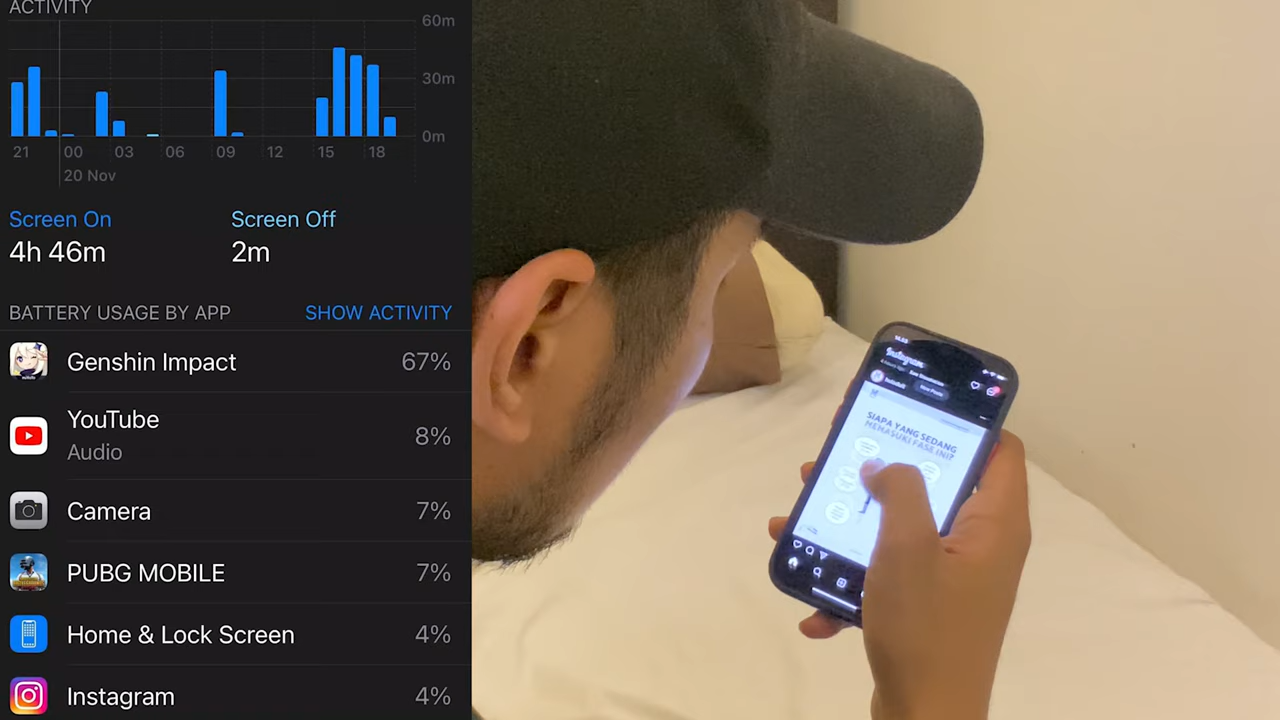 ACTIVITY
60m
30m
0m
21 00 03 06 09 12 15 18
20 Nov
Screen On Screen Off
4h 46m 2m
BATTERY USAGE BY APP SHOW ACTIVITY
Genshin Impact 67%
YouTube
Audio
8%
Camera 7%
PUBG MOBILE 7%
Home & Lock Screen 4%
Instagram 4%
Instagram
SIAPA YANG SEDANG
MEMASUKI FASE INI?